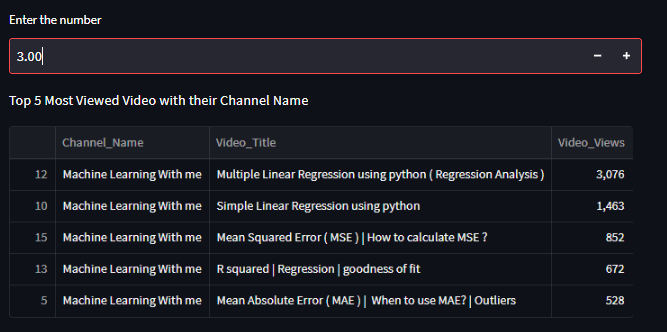 Enter the number
3.00
Top 5 Most Viewed Video with their Channel Name
Channel_Name Video_Title Video_Views
12 Machine Learning With me Multiple Linear Regression using python ( Regression Analysis ) 3,076
10 Machine Learning With me Simple Linear Regression using python 1,463
15 Machine Learning With me Mean Squared Error ( MSE ) | How to calculate MSE ? 852
13 Machine Learning With me R squared | Regression | goodness of fit 672
5 Machine Learning With me Mean Absolute Error ( MAE ) | When to use MAE? | Outliers 528